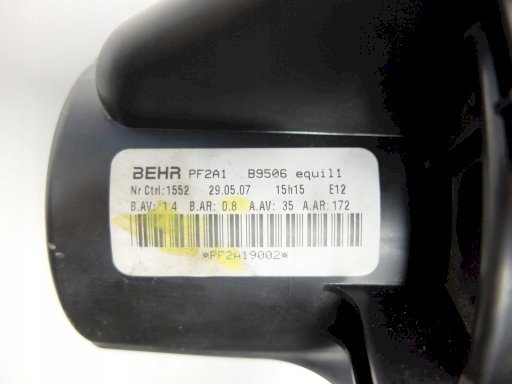 BEHR PF2A1 B9506 equil1
Nr Ctrl:1552 29.05.07 15h15 E12
B.AV: 1.4 B.AR: 0.8 A.AV: 35 A.AR: 172
*PF2A19002*